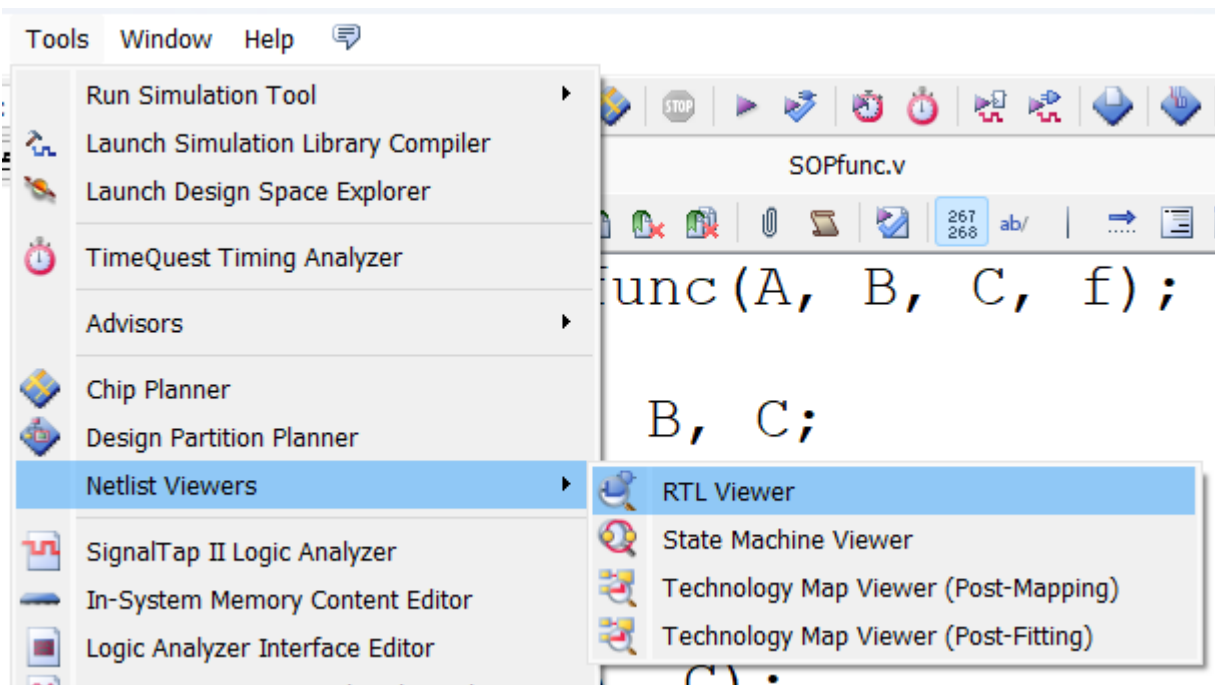 Tools Window Help
Run Simulation Tool
STOP
Launch Simulation Library Compiler
SOPfunc.v
Launch Design Space Explorer
267
268
ab/
TimeQuest Timing Analyzer
func(A, B, C, f);
Advisors
Chip Planner
B, C;
Design Partition Planner
Netlist Viewers
RTL Viewer
State Machine Viewer
SignalTap II Logic Analyzer
Technology Map Viewer (Post-Mapping)
In-System Memory Content Editor
Technology Map Viewer (Post-Fitting)
Logic Analyzer Interface Editor
C);